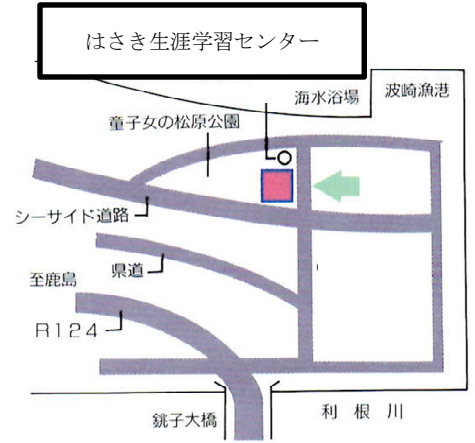 はさき生涯学習センター
海水浴場
波崎漁港
童子女の松原公園
シーサイド道路
県道
至鹿島
R124
銚子大橋
利根川